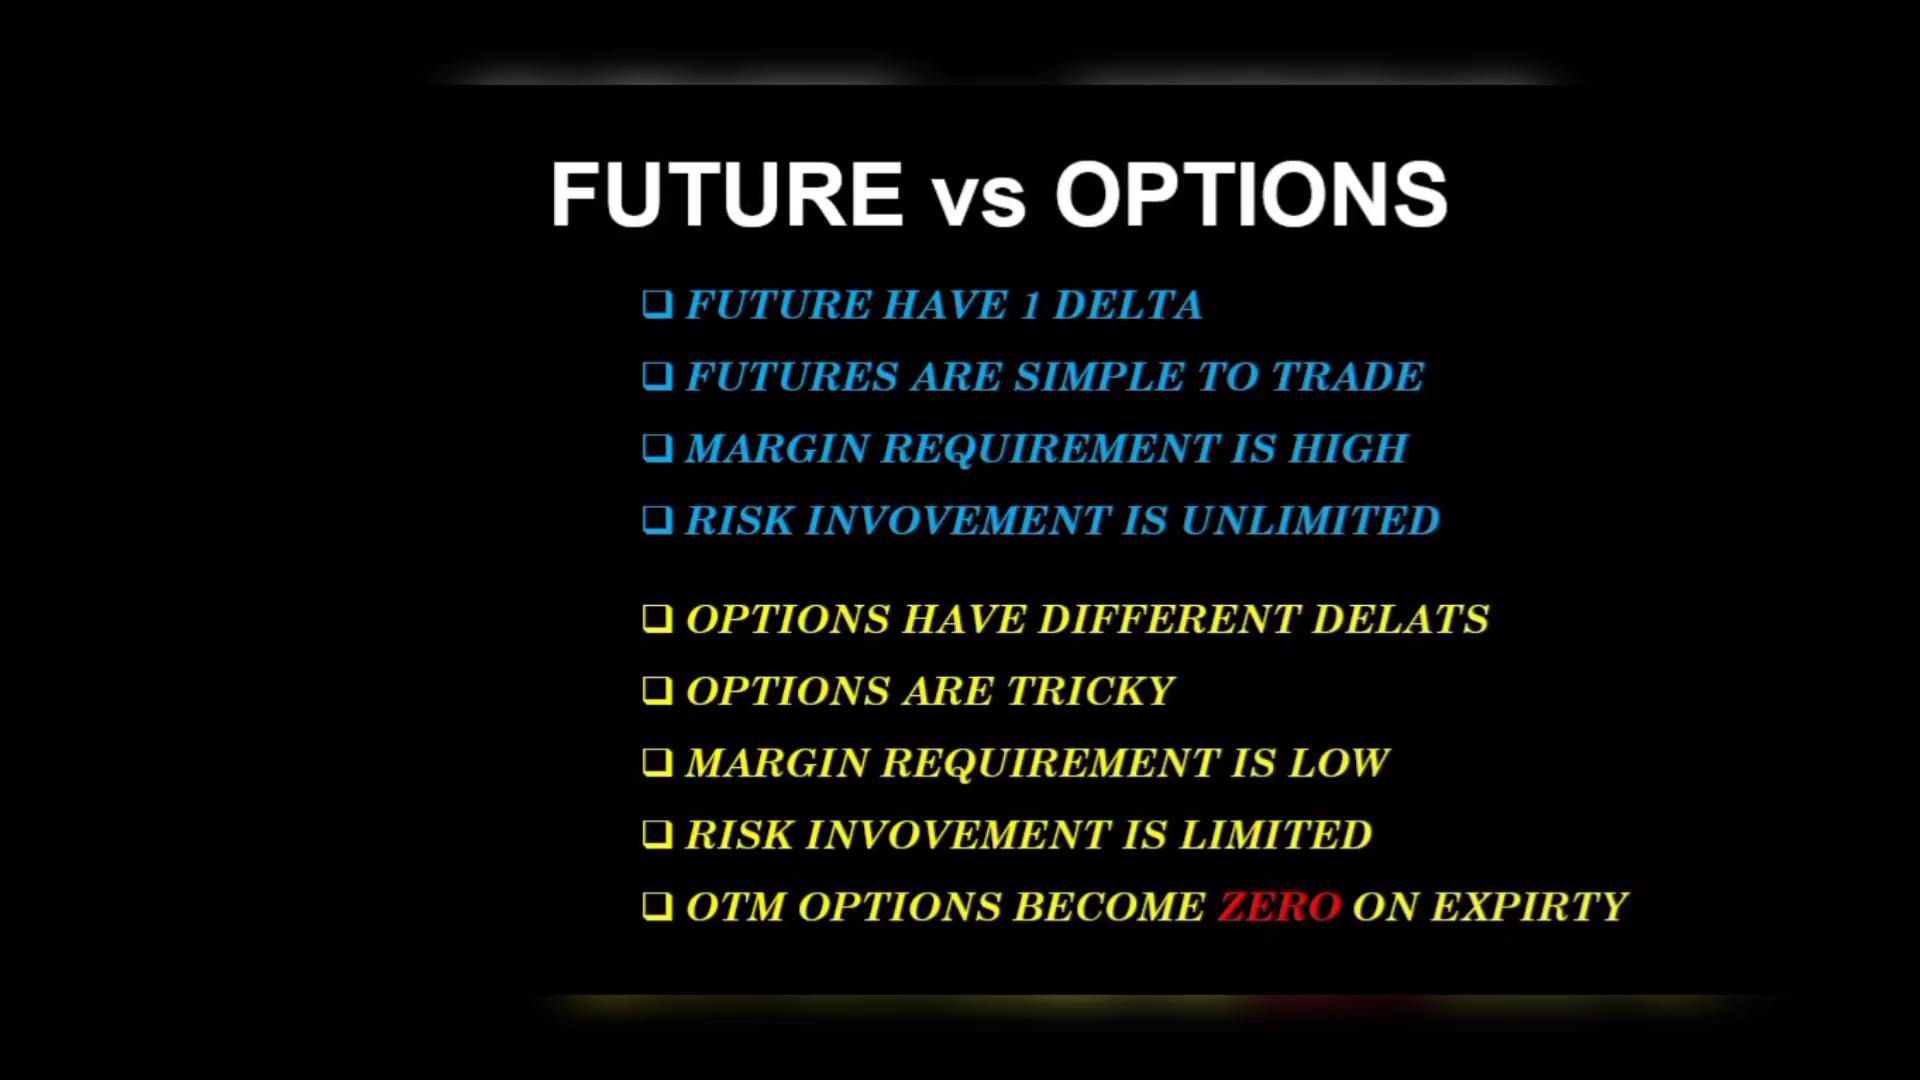 FUTURE vs OPTIONS
FUTURE HAVE 1 DELTA
FUTURES ARE SIMPLE TO TRADE
MARGIN REQUIREMENT IS HIGH
RISK INVOVEMENT IS UNLIMITED
OPTIONS HAVE DIFFERENT DELATS
OPTIONS ARE TRICKY
MARGIN REQUIREMENT IS LOW
RISK INVOVEMENT IS LIMITED
OTM OPTIONS BECOME ZERO ON EXPIRTY